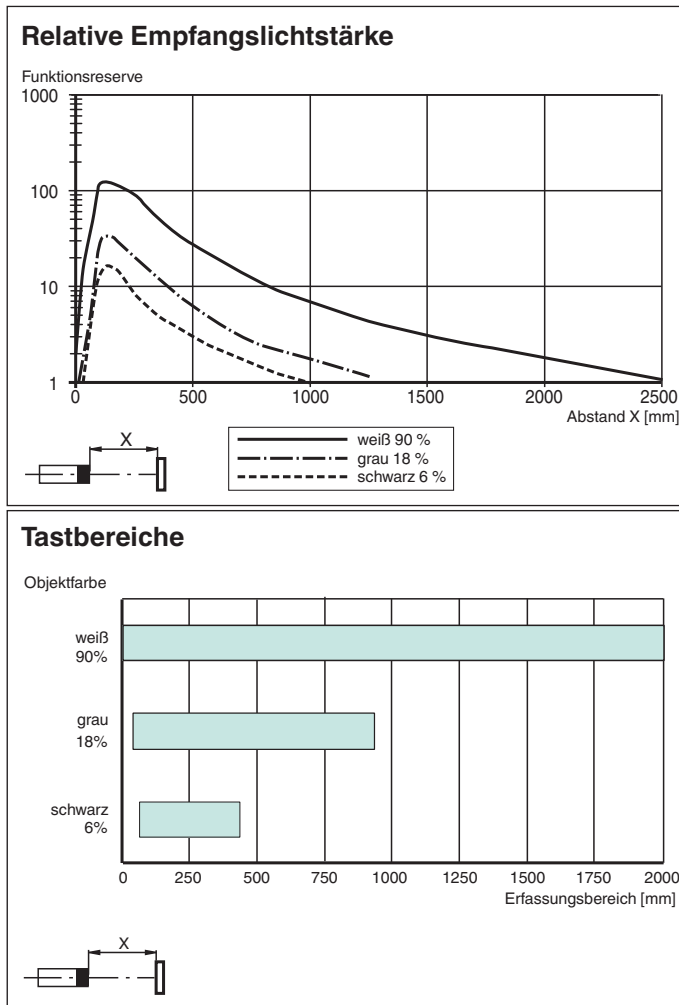 Relative Empfangslichtstärke
Funktionsreserve
1000
100
10
1
0 500 1000 1500 2000 2500
Abstand X [mm]
X
weiß 90 %
grau 18 %
schwarz 6 %
Tastbereiche
Objektfarbe
weiß
90%
grau
18%
schwarz
6%
0 250 500 750 1000 1250 1500 1750 2000
Erfassungsbereich [mm]
X